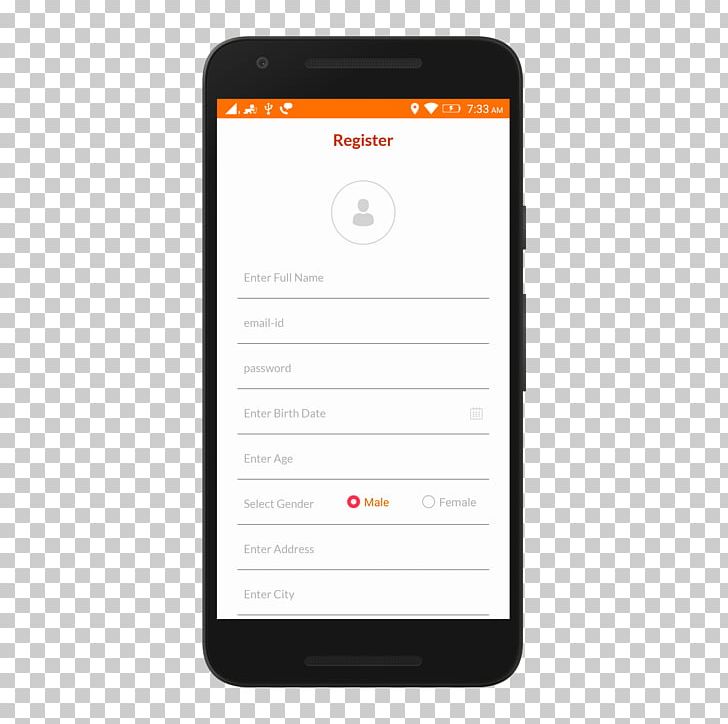 7:33 AM
Register
Enter Full Name
email-id
password
Enter Birth Date
Enter Age
Select Gender Male Female
Enter Address
Enter City